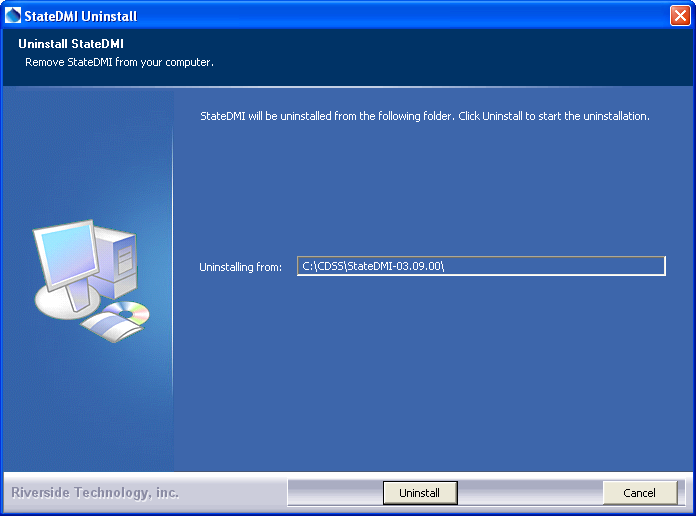 StateDMI Uninstall
Uninstall StateDMI
Remove StateDMI from your computer.
StateDMI will be uninstalled from the following folder. Click Uninstall to start the uninstallation.
Uninstalling from: C:\CDSS\StateDMI-03.09.00\
Riverside Technology, inc.
Uninstall
Cancel